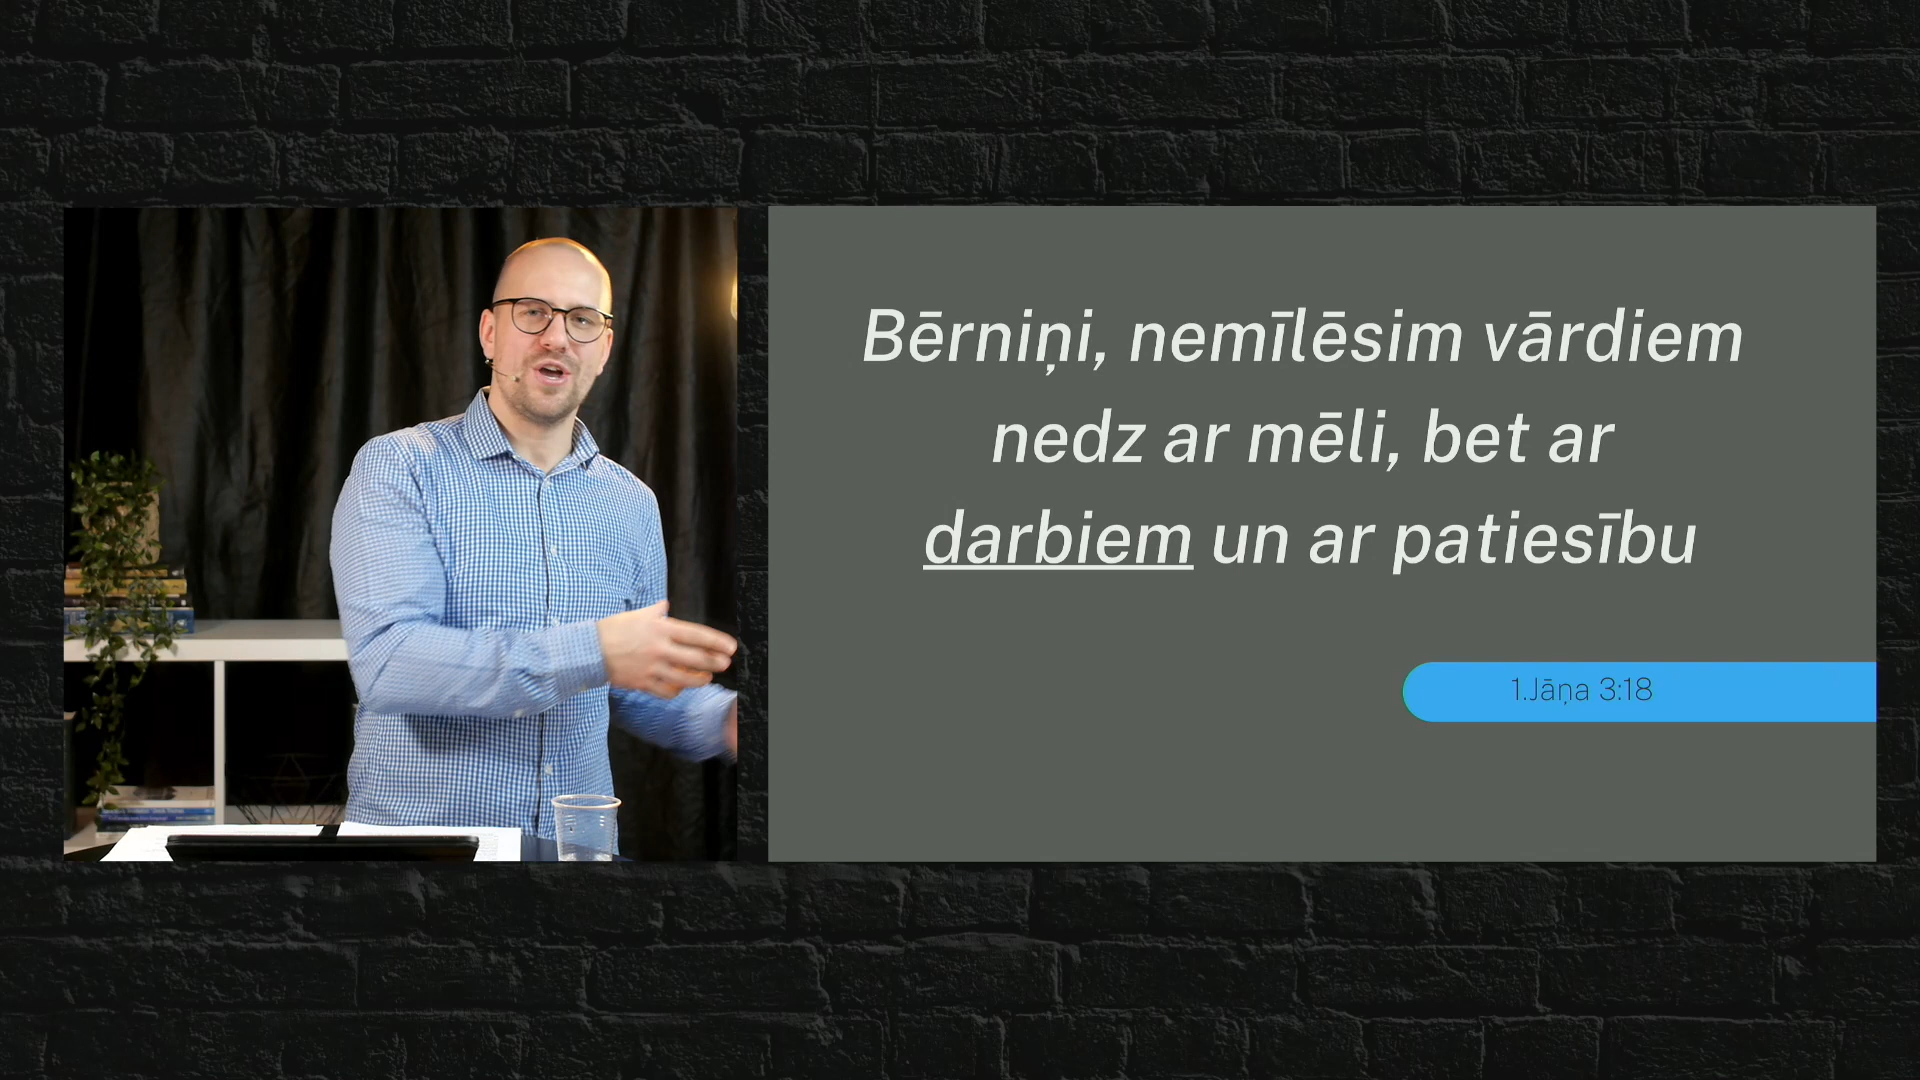 Bērniņi, nemīlēsim vārdiem
nedz ar mēli, bet ar
darbiem un ar patiesību
1.Jāņa 3:18